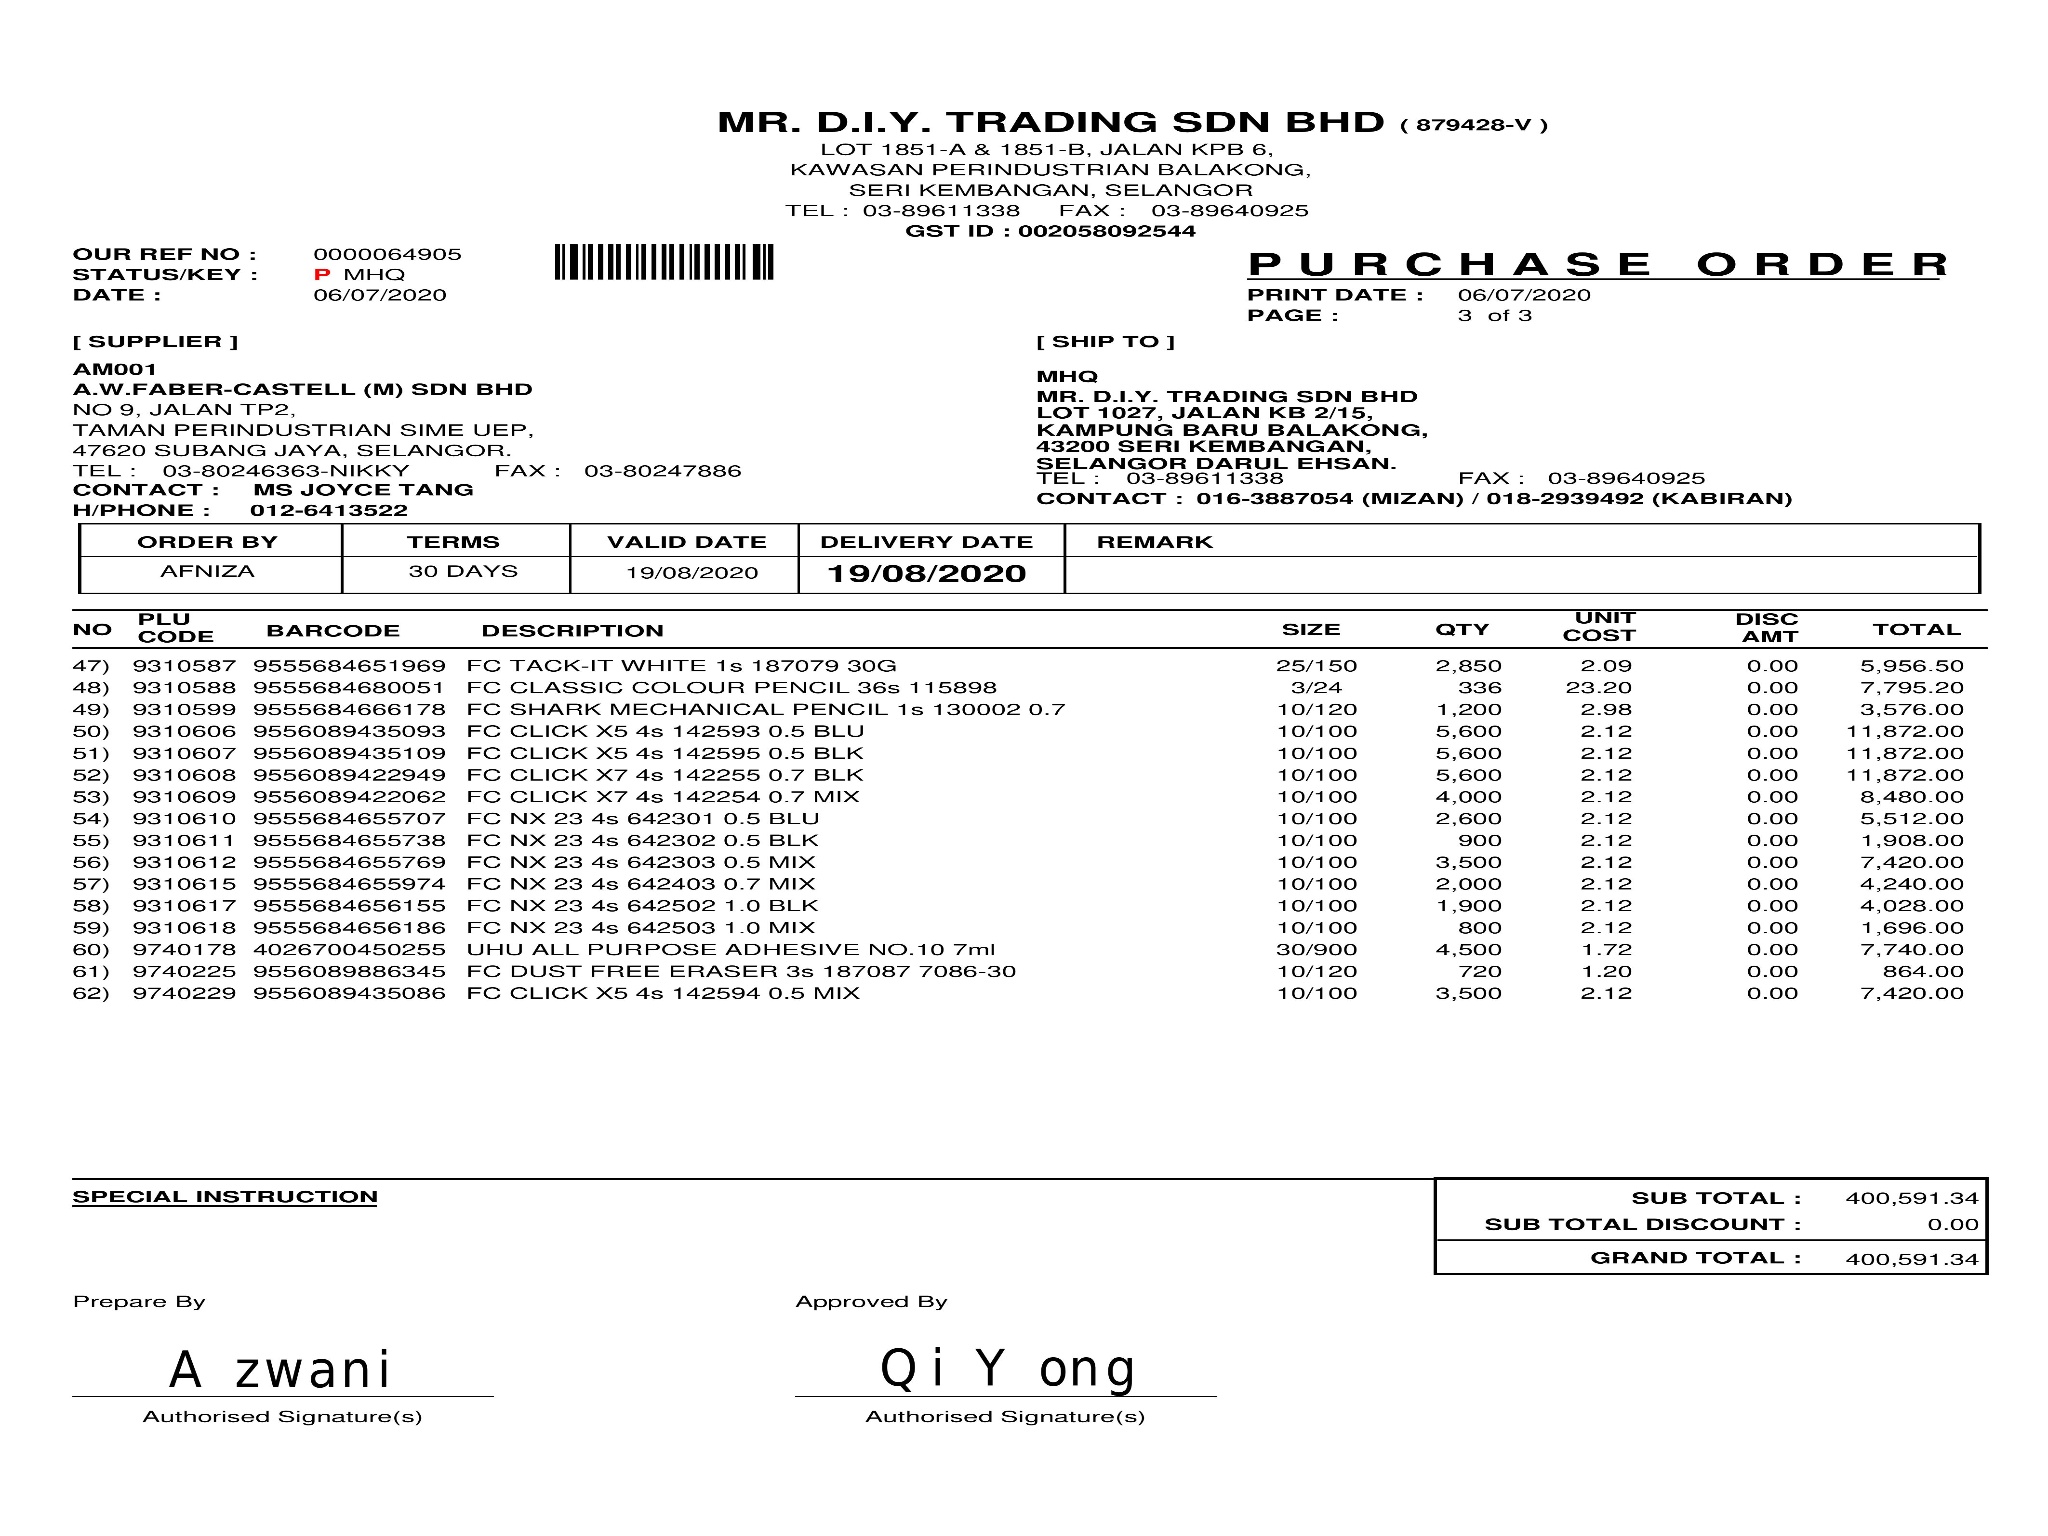 MR. D.I.Y. TRADING SDN BHD ( 879428-V )
LOT 1851-A & 1851-B, JALAN KPB 6,
KAWASAN PERINDUSTRIAN BALAKONG,
SERI KEMBANGAN, SELANGOR
TEL : 03-89611338 FAX : 03-89640925
GST ID : 002058092544
OUR REF NO : 0000064905
STATUS/KEY : P MHQ
DATE : 06/07/2020
PURCHASE ORDER
PRINT DATE : 06/07/2020
PAGE : 3 of 3
[ SUPPLIER ]
AM001
A.W.FABER-CASTELL (M) SDN BHD
NO 9, JALAN TP2,
TAMAN PERINDUSTRIAN SIME UEP,
47620 SUBANG JAYA, SELANGOR.
TEL : 03-80246363-NIKKY FAX : 03-80247886
CONTACT : MS JOYCE TANG
H/PHONE : 012-6413522
[ SHIP TO ]
MHQ
MR. D.I.Y. TRADING SDN BHD
LOT 1027, JALAN KB 2/15,
KAMPUNG BARU BALAKONG,
43200 SERI KEMBANGAN,
SELANGOR DARUL EHSAN.
TEL : 03-89611338 FAX : 03-89640925
CONTACT : 016-3887054 (MIZAN) / 018-2939492 (KABIRAN)
ORDER BY TERMS VALID DATE DELIVERY DATE REMARK
AFNIZA 30 DAYS 19/08/2020 19/08/2020
NO PLU CODE BARCODE DESCRIPTION SIZE QTY UNIT COST DISC AMT TOTAL
47) 9310587 9555684651969 FC TACK-IT WHITE 1s 187079 30G 25/150 2,850 2.09 0.00 5,956.50
48) 9310588 9555684680051 FC CLASSIC COLOUR PENCIL 36s 115898 3/24 336 23.20 0.00 7,795.20
49) 9310599 9555684666178 FC SHARK MECHANICAL PENCIL 1s 130002 0.7 10/120 1,200 2.98 0.00 3,576.00
50) 9310606 9556089435093 FC CLICK X5 4s 142593 0.5 BLU 10/100 5,600 2.12 0.00 11,872.00
51) 9310607 9556089435109 FC CLICK X5 4s 142595 0.5 BLK 10/100 5,600 2.12 0.00 11,872.00
52) 9310608 9556089422949 FC CLICK X7 4s 142255 0.7 BLK 10/100 5,600 2.12 0.00 11,872.00
53) 9310609 9556089422062 FC CLICK X7 4s 142254 0.7 MIX 10/100 4,000 2.12 0.00 8,480.00
54) 9310610 9555684655707 FC NX 23 4s 642301 0.5 BLU 10/100 2,600 2.12 0.00 5,512.00
55) 9310611 9555684655738 FC NX 23 4s 642302 0.5 BLK 10/100 900 2.12 0.00 1,908.00
56) 9310612 9555684655769 FC NX 23 4s 642303 0.5 MIX 10/100 3,500 2.12 0.00 7,420.00
57) 9310615 9555684655974 FC NX 23 4s 642403 0.7 MIX 10/100 2,000 2.12 0.00 4,240.00
58) 9310617 9555684656155 FC NX 23 4s 642502 1.0 BLK 10/100 1,900 2.12 0.00 4,028.00
59) 9310618 9555684656186 FC NX 23 4s 642503 1.0 MIX 10/100 800 2.12 0.00 1,696.00
60) 9740178 4026700450255 UHU ALL PURPOSE ADHESIVE NO.10 7ml 30/900 4,500 1.72 0.00 7,740.00
61) 9740225 9556089886345 FC DUST FREE ERASER 3s 187087 7086-30 10/120 720 1.20 0.00 864.00
62) 9740229 9556089435086 FC CLICK X5 4s 142594 0.5 MIX 10/100 3,500 2.12 0.00 7,420.00
SPECIAL INSTRUCTION
SUB TOTAL : 400,591.34
SUB TOTAL DISCOUNT : 0.00
GRAND TOTAL : 400,591.34
Prepare By Approved By
A zwani Qi Y ong
Authorised Signature(s) Authorised Signature(s)